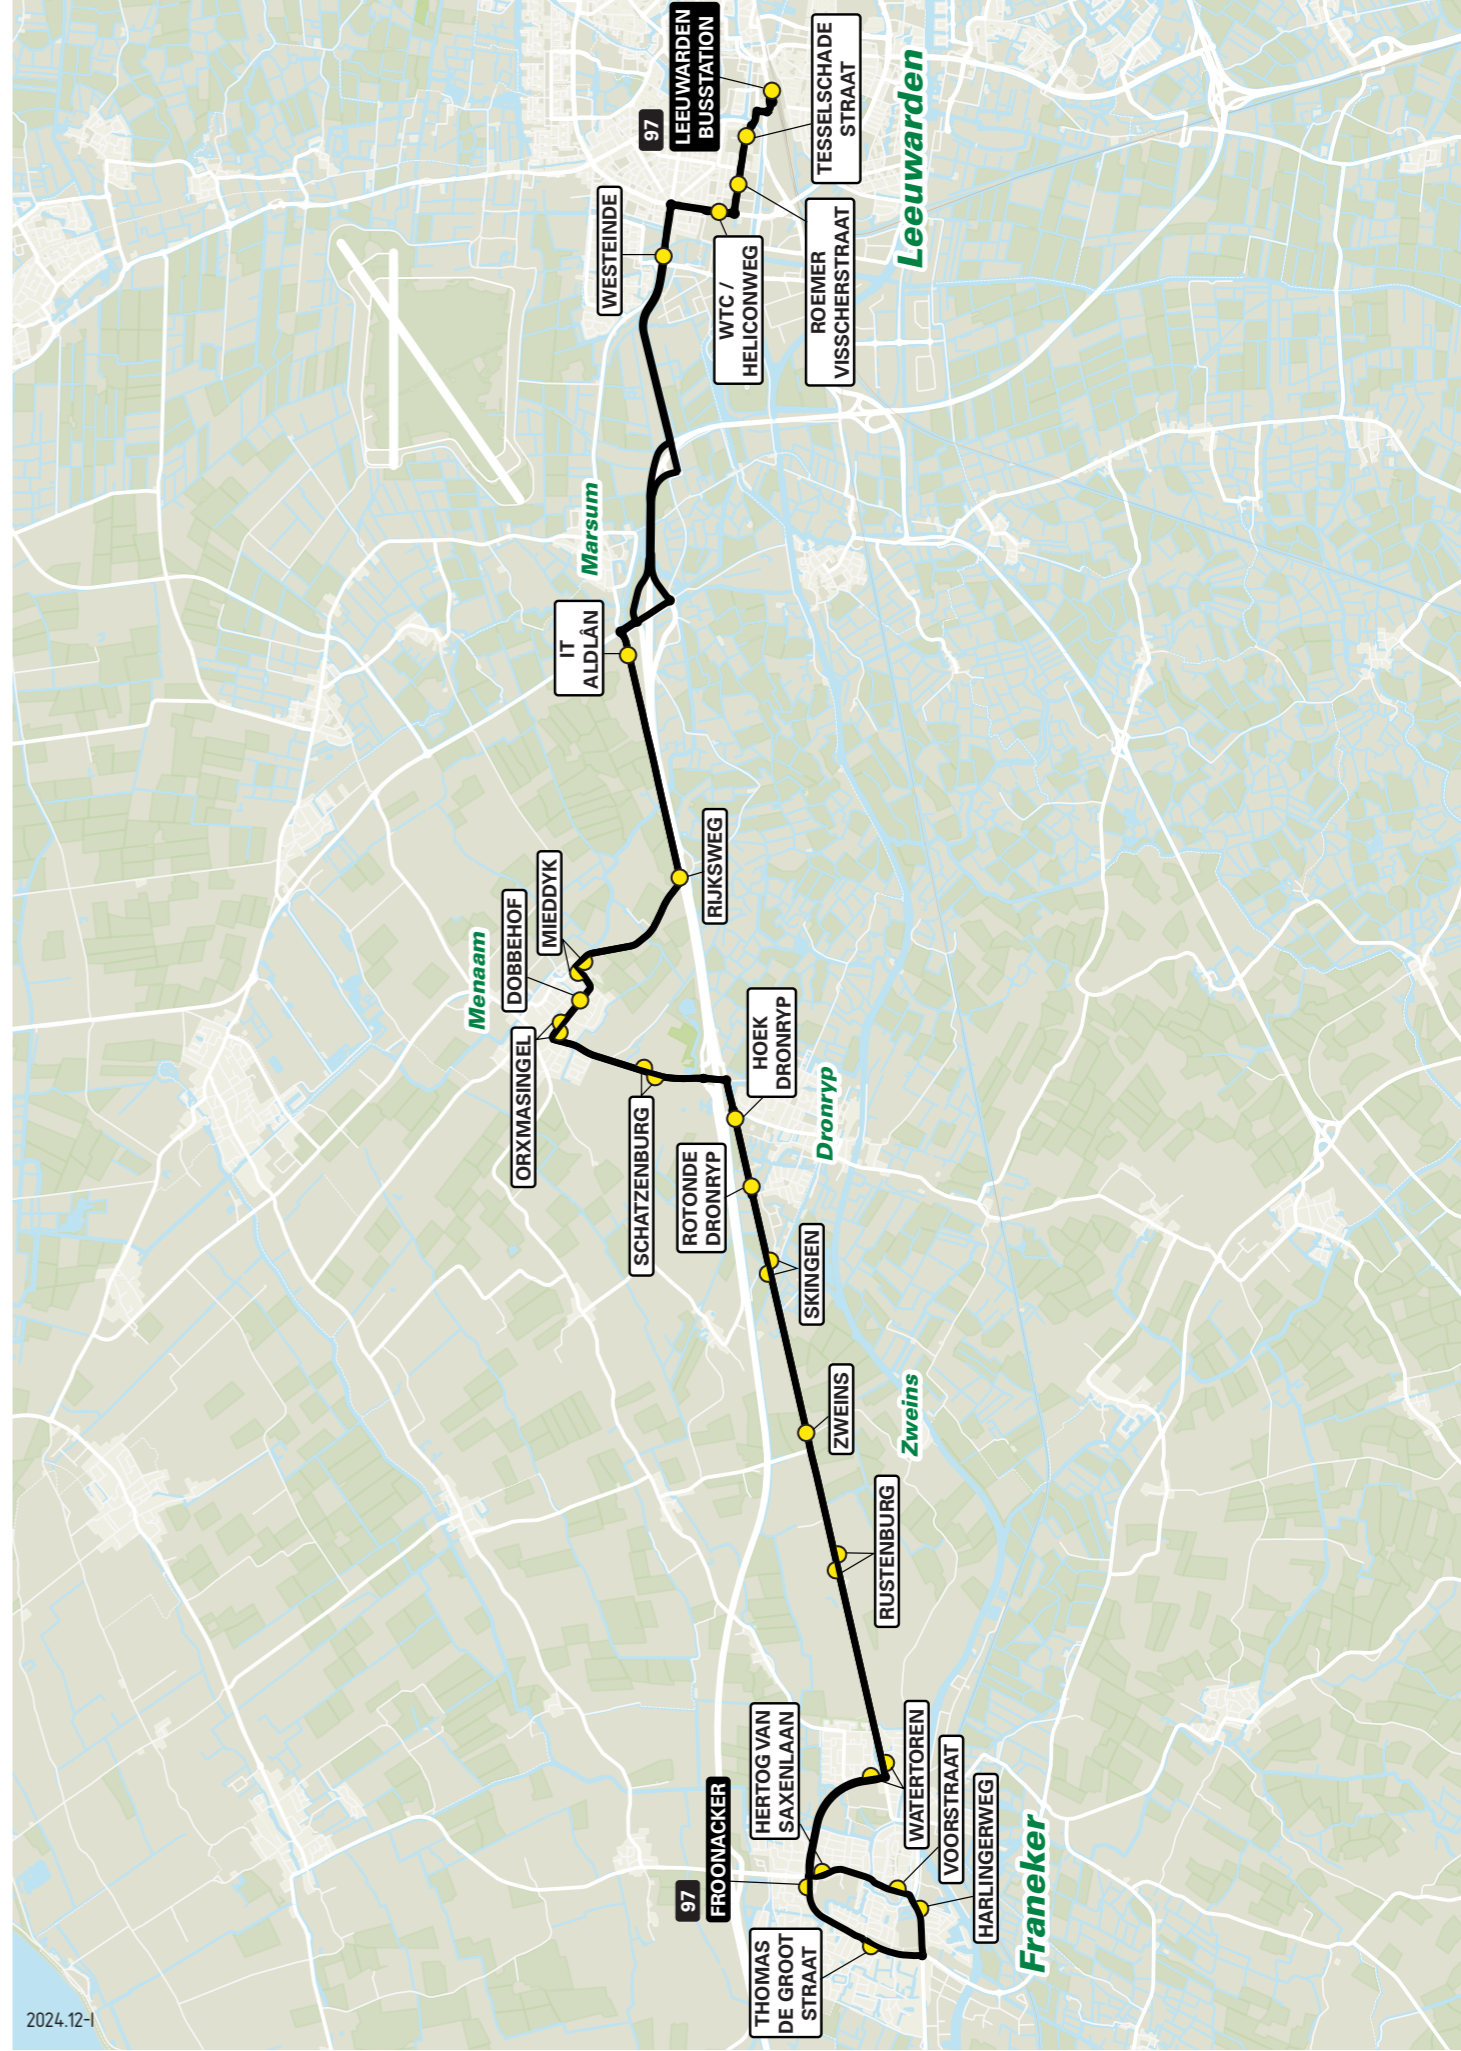 97
LEEUWARDEN
BUSSTATION
TESSELSCHADE
STRAAT
ROEMER
VISSCHERSTRAAT
WTC /
HELICONWEG
WESTEINDE
Leeuwarden
Marsum
IT
ALDLÂN
RIJKSWEG
MIEDDYK
DOBBEHOF
Menaam
ORXMASINGEL
SCHATZENBURG
HOEK
DRONRYP
Dronryp
ROTONDE
DRONRYP
SKINGEN
ZWEINS
Zweins
RUSTENBURG
WATERTOREN
HERTOG VAN
SAXENLAAN
VOORSTRAAT
HARLINGERWEG
97
FROONACKER
THOMAS
DE GROOT
STRAAT
Franeker
2024.12-I